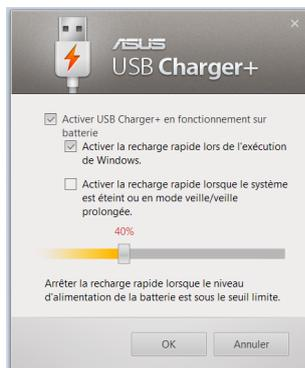 ASUS
USB Charger+
Activer USB Charger+ en fonctionnement sur
batterie
Activer la recharge rapide lors de l'exécution
de Windows.
Activer la recharge rapide lorsque le système
est éteint ou en mode veille/veille
prolongée.
40%
Arrêter la recharge rapide lorsque le niveau
d'alimentation de la batterie est sous le seuil limite.
OK
Annuler